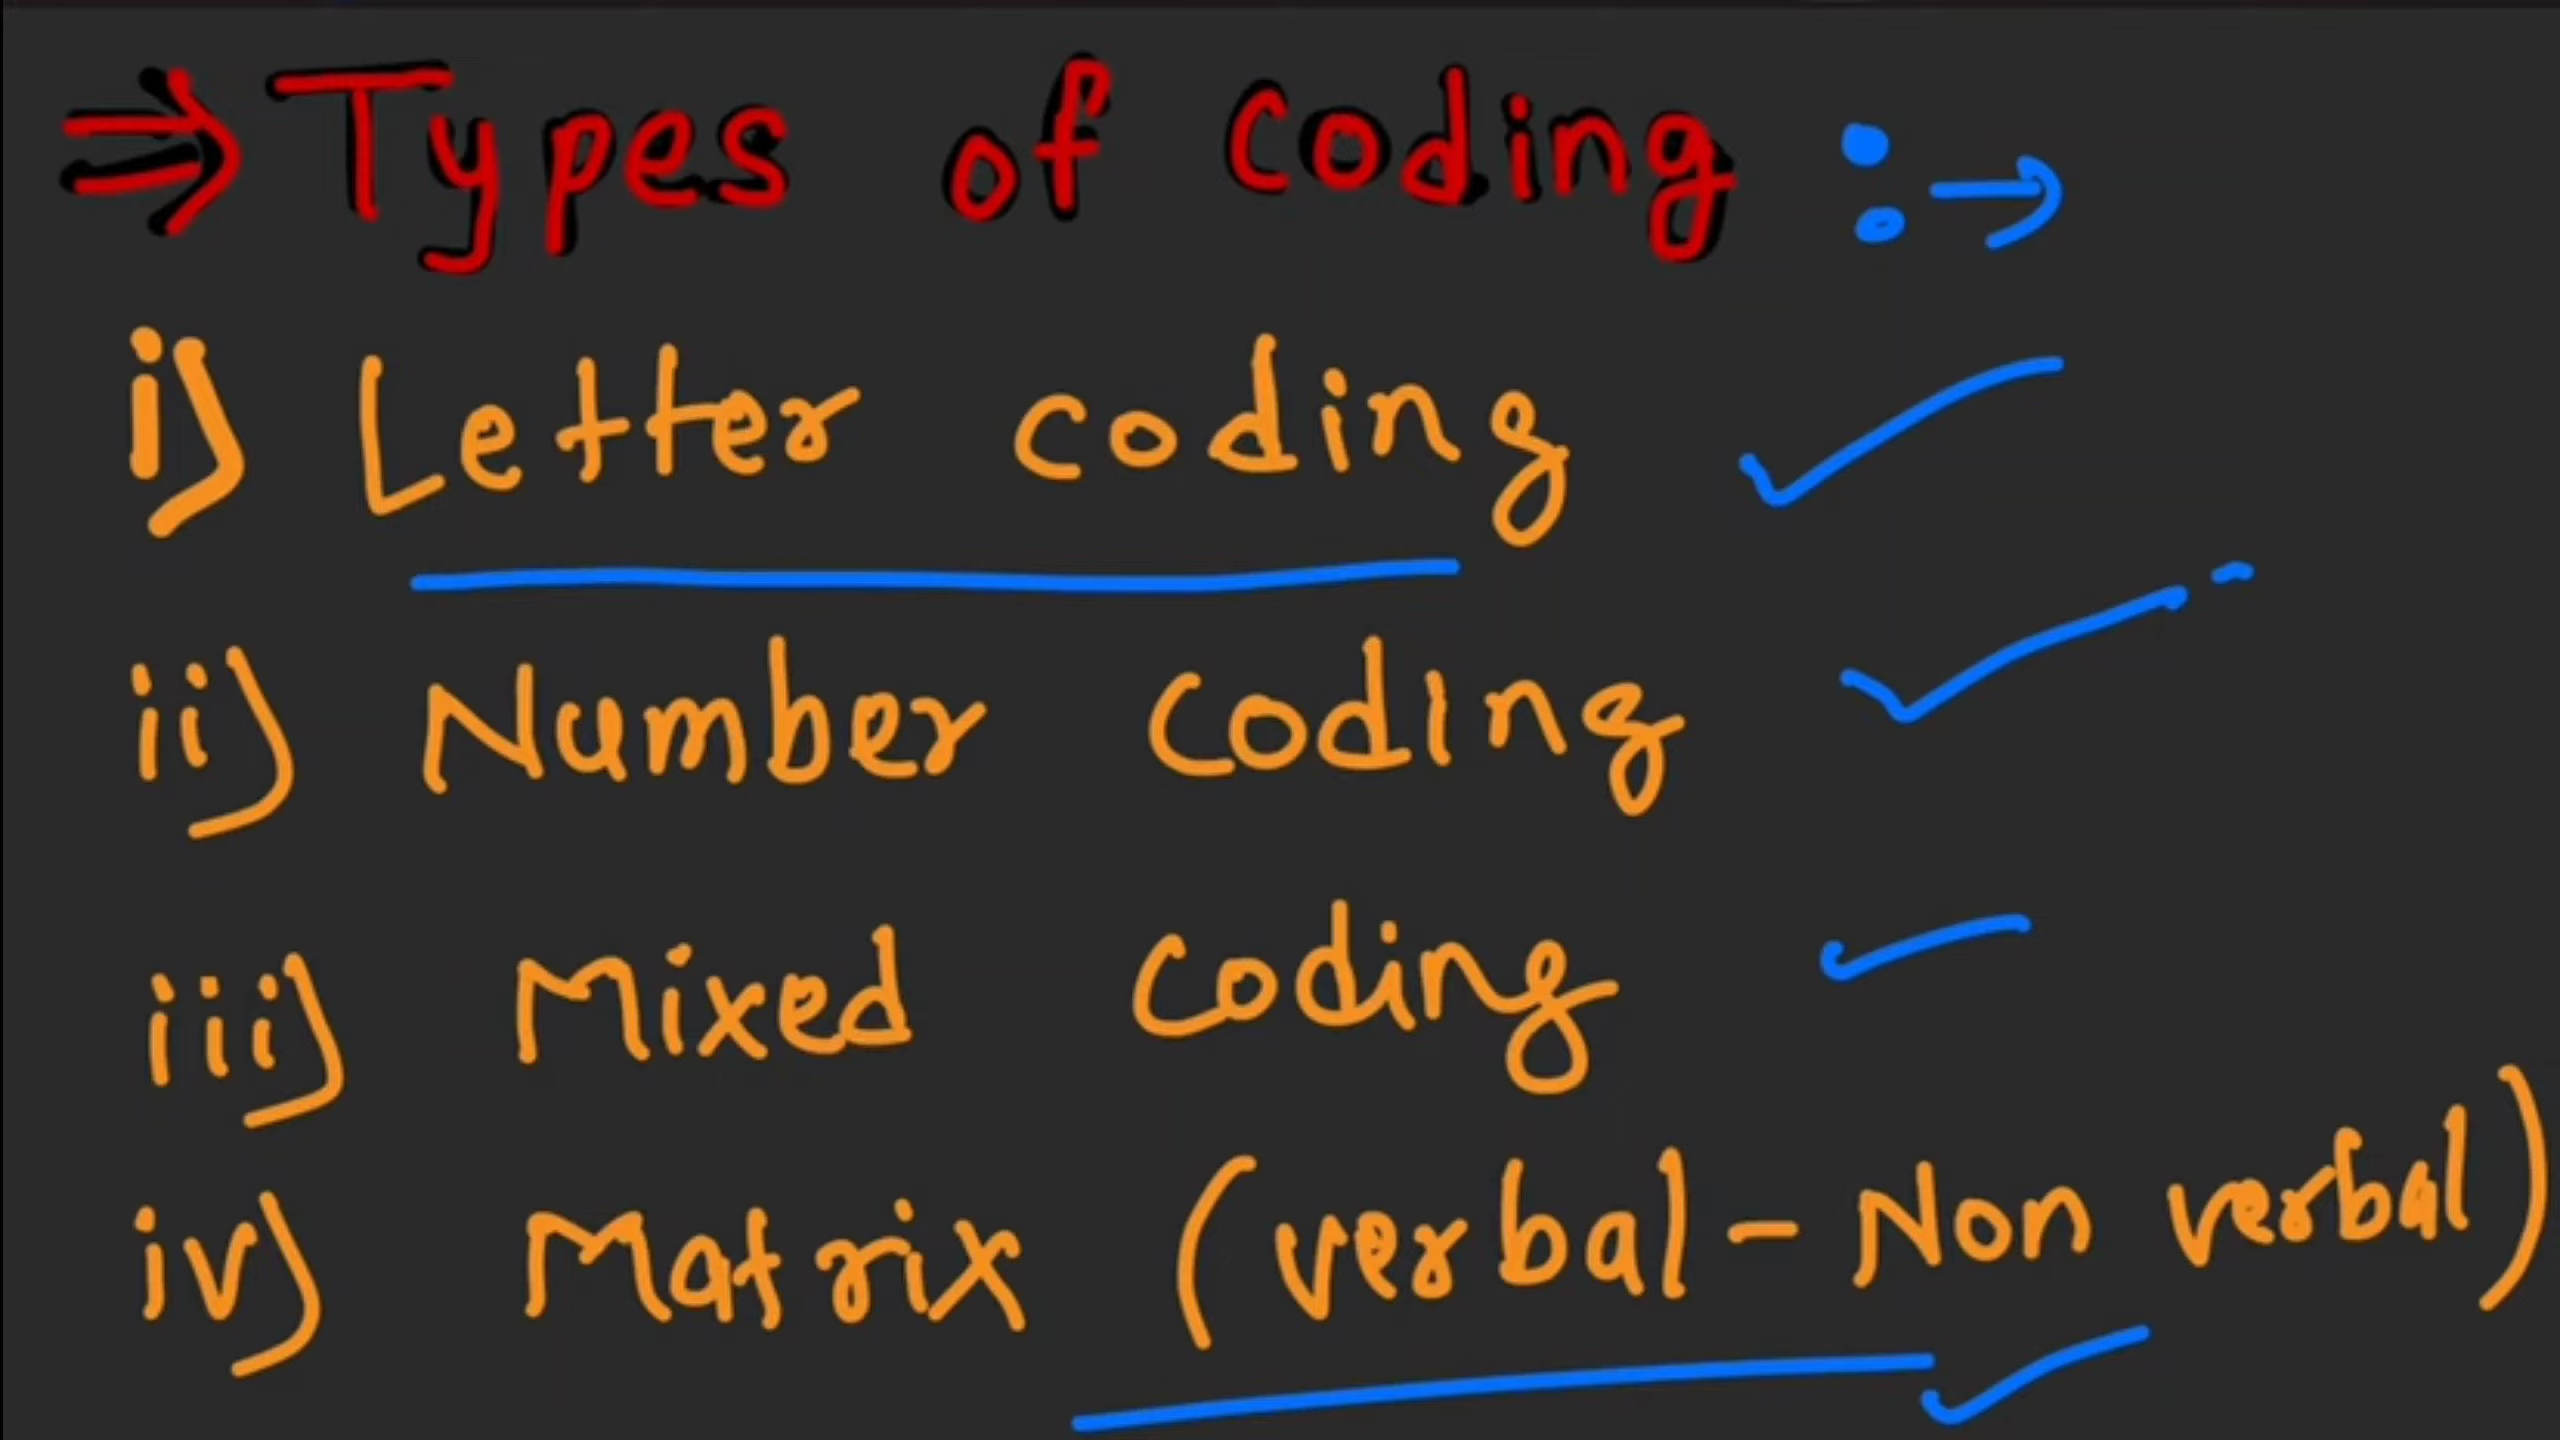 ⇒ Types of Coding :→
i) Letter coding
ii) Number Coding
iii) Mixed Coding
iv) Matrix (verbal - Non verbal)